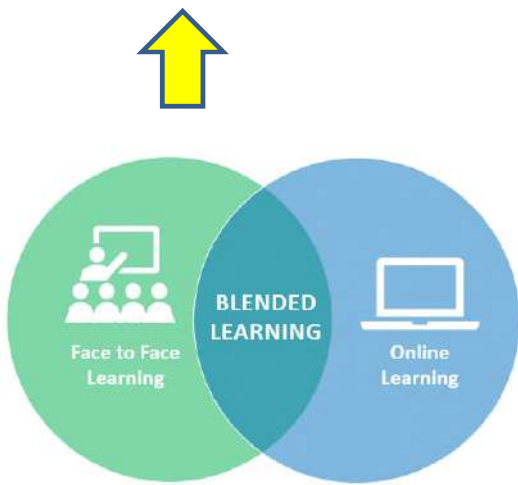 BLENDED
LEARNING
Face to Face
Learning
Online
Learning